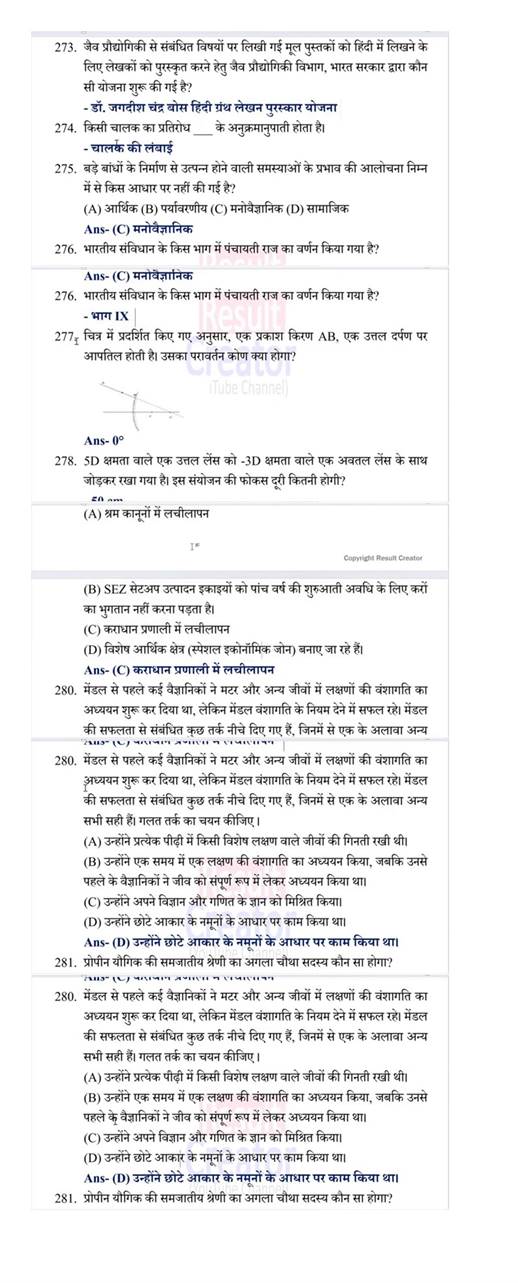 273. जैव प्रौद्योगिकी से संबंधित विषयों पर लिखी गई मूल पुस्तकों को हिंदी में लिखने के
लिए लेखकों को पुरस्कृत करने हेतु जैव प्रौद्योगिकी विभाग, भारत सरकार द्वारा कौन
सी योजना शुरू की गई है?
- डॉ. जगदीश चंद्र बोस हिंदी ग्रंथ लेखन पुरस्कार योजना
274. किसी चालक का प्रतिरोध ____ के अनुक्रमानुपाती होता है।
- चालक की लंबाई
275. बड़े बांधों के निर्माण से उत्पन्न होने वाली समस्याओं के प्रभाव की आलोचना निम्न
में से किस आधार पर नहीं की गई है?
(A) आर्थिक (B) पर्यावरणीय (C) मनोवैज्ञानिक (D) सामाजिक
Ans- (C) मनोवैज्ञानिक
276. भारतीय संविधान के किस भाग में पंचायती राज का वर्णन किया गया है?
Ans- (C) मनोवैज्ञानिक
276. भारतीय संविधान के किस भाग में पंचायती राज का वर्णन किया गया है?
- भाग IX
Result
277. चित्र में प्रदर्शित किए गए अनुसार, एक प्रकाश किरण AB, एक उत्तल दर्पण पर
आपतित होती है। उसका परावर्तन कोण क्या होगा?
Creator
(Tube Channel)
Ans- 0°
278. 5D क्षमता वाले एक उत्तल लेंस को -3D क्षमता वाले एक अवतल लेंस के साथ
जोड़कर रखा गया है। इस संयोजन की फोकस दूरी कितनी होगी?
50 cm
(A) श्रम कानूनों में लचीलापन
Copyright Result Creator
(B) SEZ सेटअप उत्पादन इकाइयों को पांच वर्ष की शुरुआती अवधि के लिए करों
का भुगतान नहीं करना पड़ता है।
(C) कराधान प्रणाली में लचीलापन
(D) विशेष आर्थिक क्षेत्र (स्पेशल इकोनॉमिक जोन) बनाए जा रहे हैं।
Ans- (C) कराधान प्रणाली में लचीलापन
280. मेंडल से पहले कई वैज्ञानिकों ने मटर और अन्य जीवों में लक्षणों की वंशागति का
अध्ययन शुरू कर दिया था, लेकिन मेंडल वंशागति के नियम देने में सफल रहे। मेंडल
की सफलता से संबंधित कुछ तर्क नीचे दिए गए हैं, जिनमें से एक के अलावा अन्य
Ans- (C) कराधान प्रणाली में लचीलापन
280. मेंडल से पहले कई वैज्ञानिकों ने मटर और अन्य जीवों में लक्षणों की वंशागति का
अध्ययन शुरू कर दिया था, लेकिन मेंडल वंशागति के नियम देने में सफल रहे। मेंडल
की सफलता से संबंधित कुछ तर्क नीचे दिए गए हैं, जिनमें से एक के अलावा अन्य
सभी सही हैं। गलत तर्क का चयन कीजिए।
(A) उन्होंने प्रत्येक पीढ़ी में किसी विशेष लक्षण वाले जीवों की गिनती रखी थी।
(B) उन्होंने एक समय में एक लक्षण की वंशागति का अध्ययन किया, जबकि उनसे
पहले के वैज्ञानिकों ने जीव को संपूर्ण रूप में लेकर अध्ययन किया था।
(C) उन्होंने अपने विज्ञान और गणित के ज्ञान को मिश्रित किया।
(D) उन्होंने छोटे आकार के नमूनों के आधार पर काम किया था।
Ans- (D) उन्होंने छोटे आकार के नमूनों के आधार पर काम किया था।
281. प्रोपीन यौगिक की समजातीय श्रेणी का अगला चौथा सदस्य कौन सा होगा?
Ans- (C) कराधान प्रणाली में लचीलापन
280. मेंडल से पहले कई वैज्ञानिकों ने मटर और अन्य जीवों में लक्षणों की वंशागति का
अध्ययन शुरू कर दिया था, लेकिन मेंडल वंशागति के नियम देने में सफल रहे। मेंडल
की सफलता से संबंधित कुछ तर्क नीचे दिए गए हैं, जिनमें से एक के अलावा अन्य
सभी सही हैं। गलत तर्क का चयन कीजिए।
(A) उन्होंने प्रत्येक पीढ़ी में किसी विशेष लक्षण वाले जीवों की गिनती रखी थी।
(B) उन्होंने एक समय में एक लक्षण की वंशागति का अध्ययन किया, जबकि उनसे
पहले के वैज्ञानिकों ने जीव को संपूर्ण रूप में लेकर अध्ययन किया था।
(C) उन्होंने अपने विज्ञान और गणित के ज्ञान को मिश्रित किया।
(D) उन्होंने छोटे आकार के नमूनों के आधार पर काम किया था।
Ans- (D) उन्होंने छोटे आकार के नमूनों के आधार पर काम किया था।
281. प्रोपीन यौगिक की समजातीय श्रेणी का अगला चौथा सदस्य कौन सा होगा?